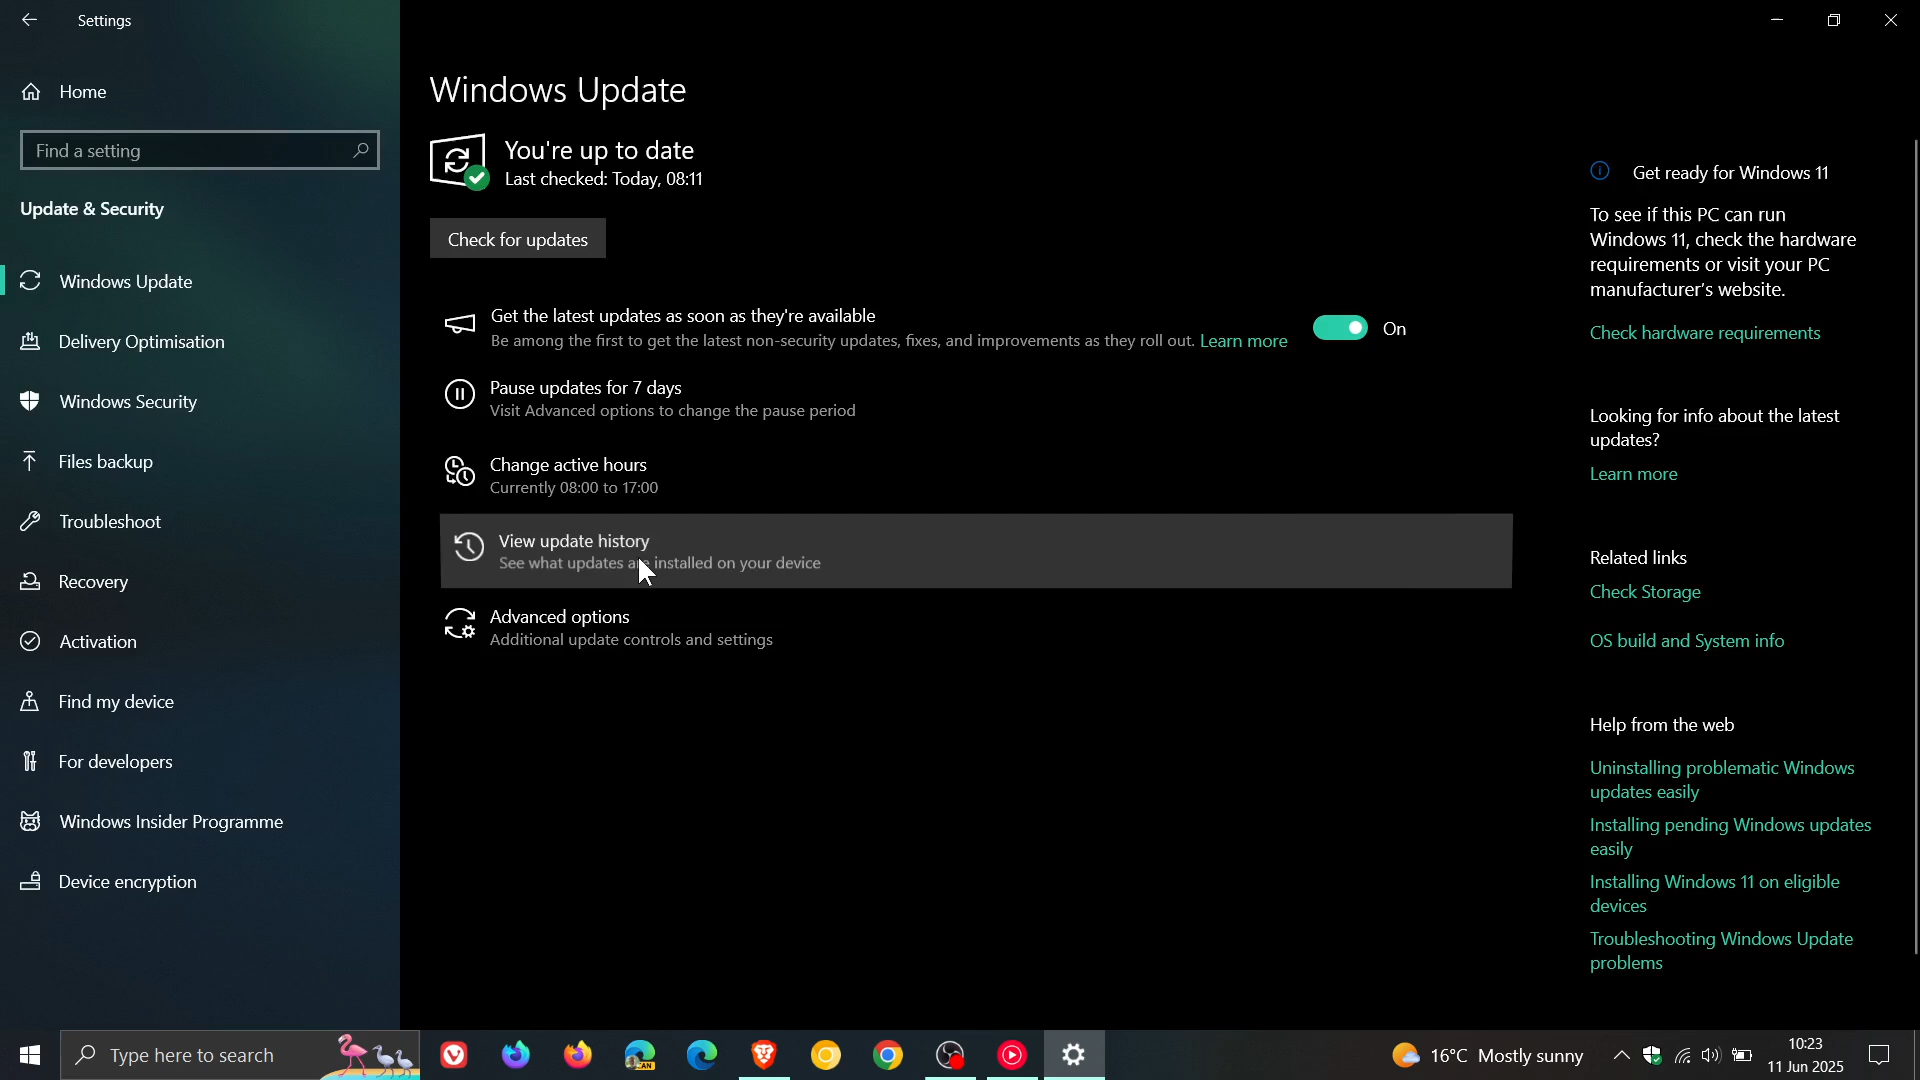 Settings
Home
Find a setting
Update & Security
Windows Update
Delivery Optimisation
Windows Security
Files backup
Troubleshoot
Recovery
Activation
Find my device
For developers
Windows Insider Programme
Device encryption
Windows Update
You're up to date
Last checked: Today, 08:11
Check for updates
Get the latest updates as soon as they're available
Be among the first to get the latest non-security updates, fixes, and improvements as they roll out. Learn more
On
Pause updates for 7 days
Visit Advanced options to change the pause period
Change active hours
Currently 08:00 to 17:00
View update history
See what updates are installed on your device
Advanced options
Additional update controls and settings
Get ready for Windows 11
To see if this PC can run
Windows 11, check the hardware
requirements or visit your PC
manufacturer's website.
Check hardware requirements
Looking for info about the latest
updates?
Learn more
Related links
Check Storage
OS build and System info
Help from the web
Uninstalling problematic Windows
updates easily
Installing pending Windows updates
easily
Installing Windows 11 on eligible
devices
Troubleshooting Windows Update
problems
Type here to search
CAN
16°C Mostly sunny
10:23
11 Jun 2025